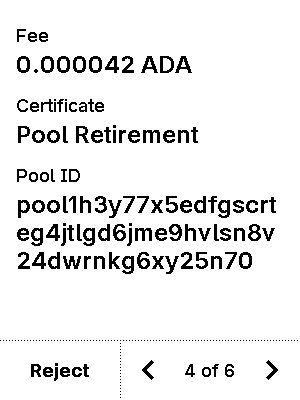 Fee
0.000042 ADA
Certificate
Pool Retirement
Pool ID
pool1h3y77x5edfgscrt
eg4jtlgd6jme9hvlsn8v
24dwrnkg6xy25n70
Reject
4 of 6